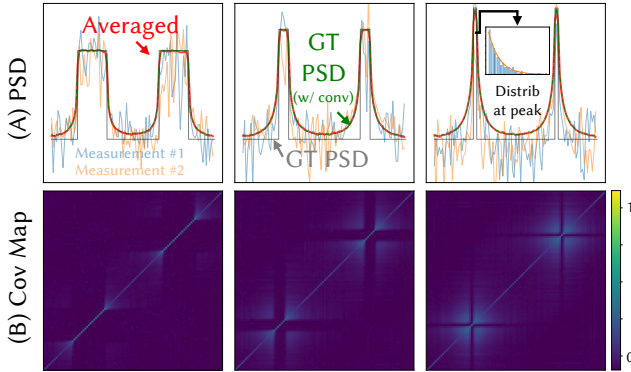 (A) PSD
Averaged
Measurement #1
Measurement #2
GT
PSD
(w/ conv)
GT PSD
Distrib
at peak
(B) Cov Map
1
0